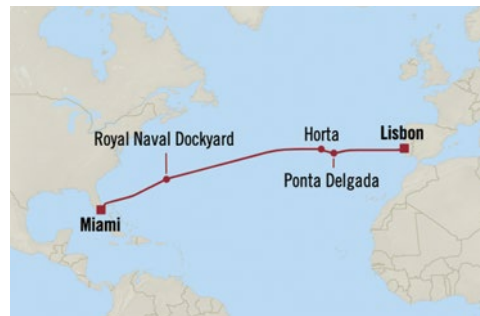 Royal Naval Dockyard
Horta
Lisbon
Ponta Delgada
Miami